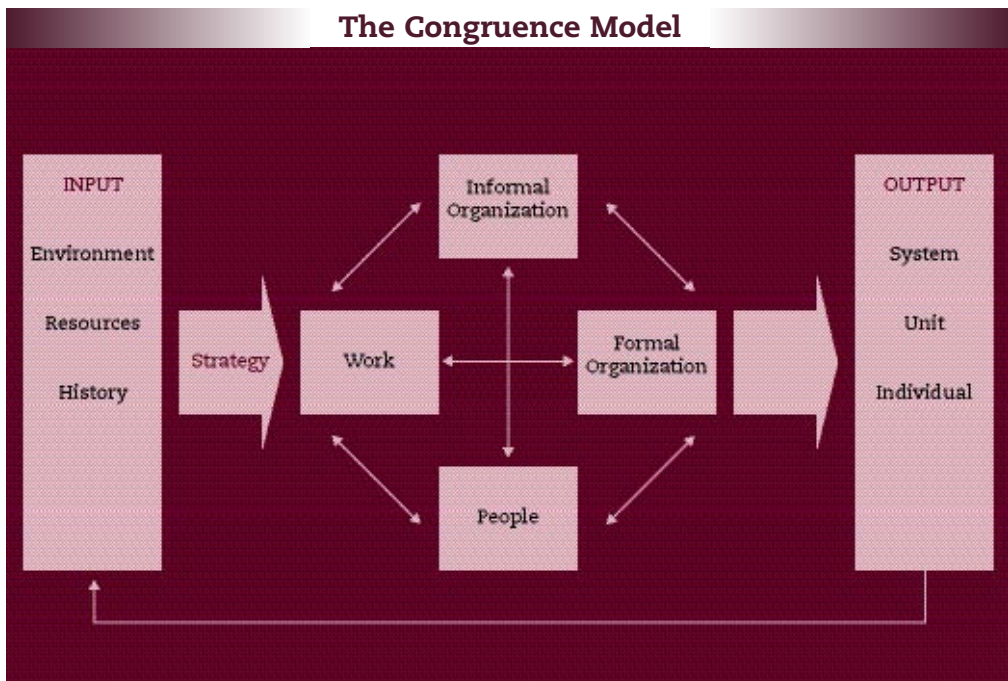 The Congruence Model
INPUT
Environment
Resources
History
Strategy
Work
Informal
Organization
People
Formal
Organization
OUTPUT
System
Unit
Individual